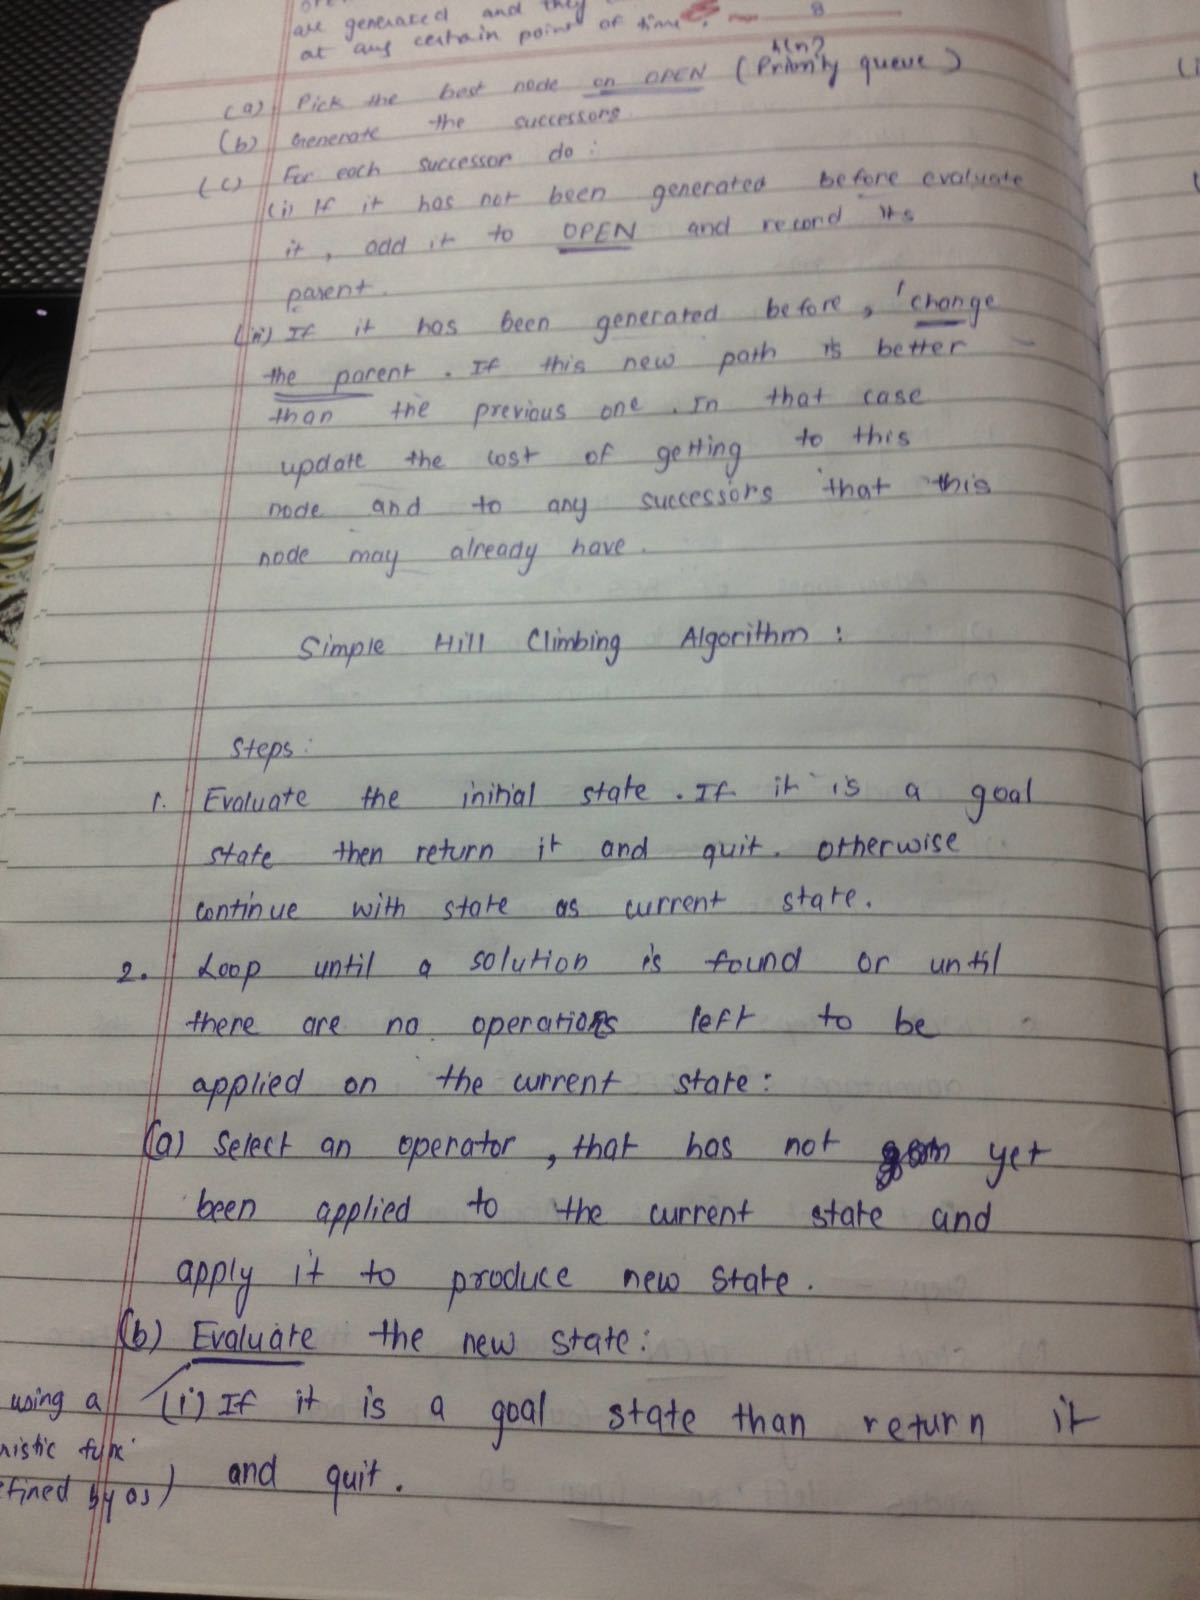 are generated and they
at any certain point of time.
8
(a) Pick the best node on OPEN (Priority queue)
(b) Generate the successors.
(c) For each successor do:
(i) If it has not been generated before evaluate
it, add it to OPEN and record its
parent.
(ii) If it has been generated before, change
the parent. If this new path is better
than the previous one. In that case
update the cost of getting to this
node and to any successors that this
node may already have.
Simple Hill Climbing Algorithm:
Steps:
1. Evaluate the initial state. If it is a goal
state then return it and quit. otherwise
continue with state as current state.
2. Loop until a solution is found or until
there are no operations left to be
applied on the current state:
(a) Select an operator, that has not yet
been applied to the current state and
apply it to produce new state.
(b) Evaluate the new state:
using a (i) If it is a goal state than return it
and quit.
by as)